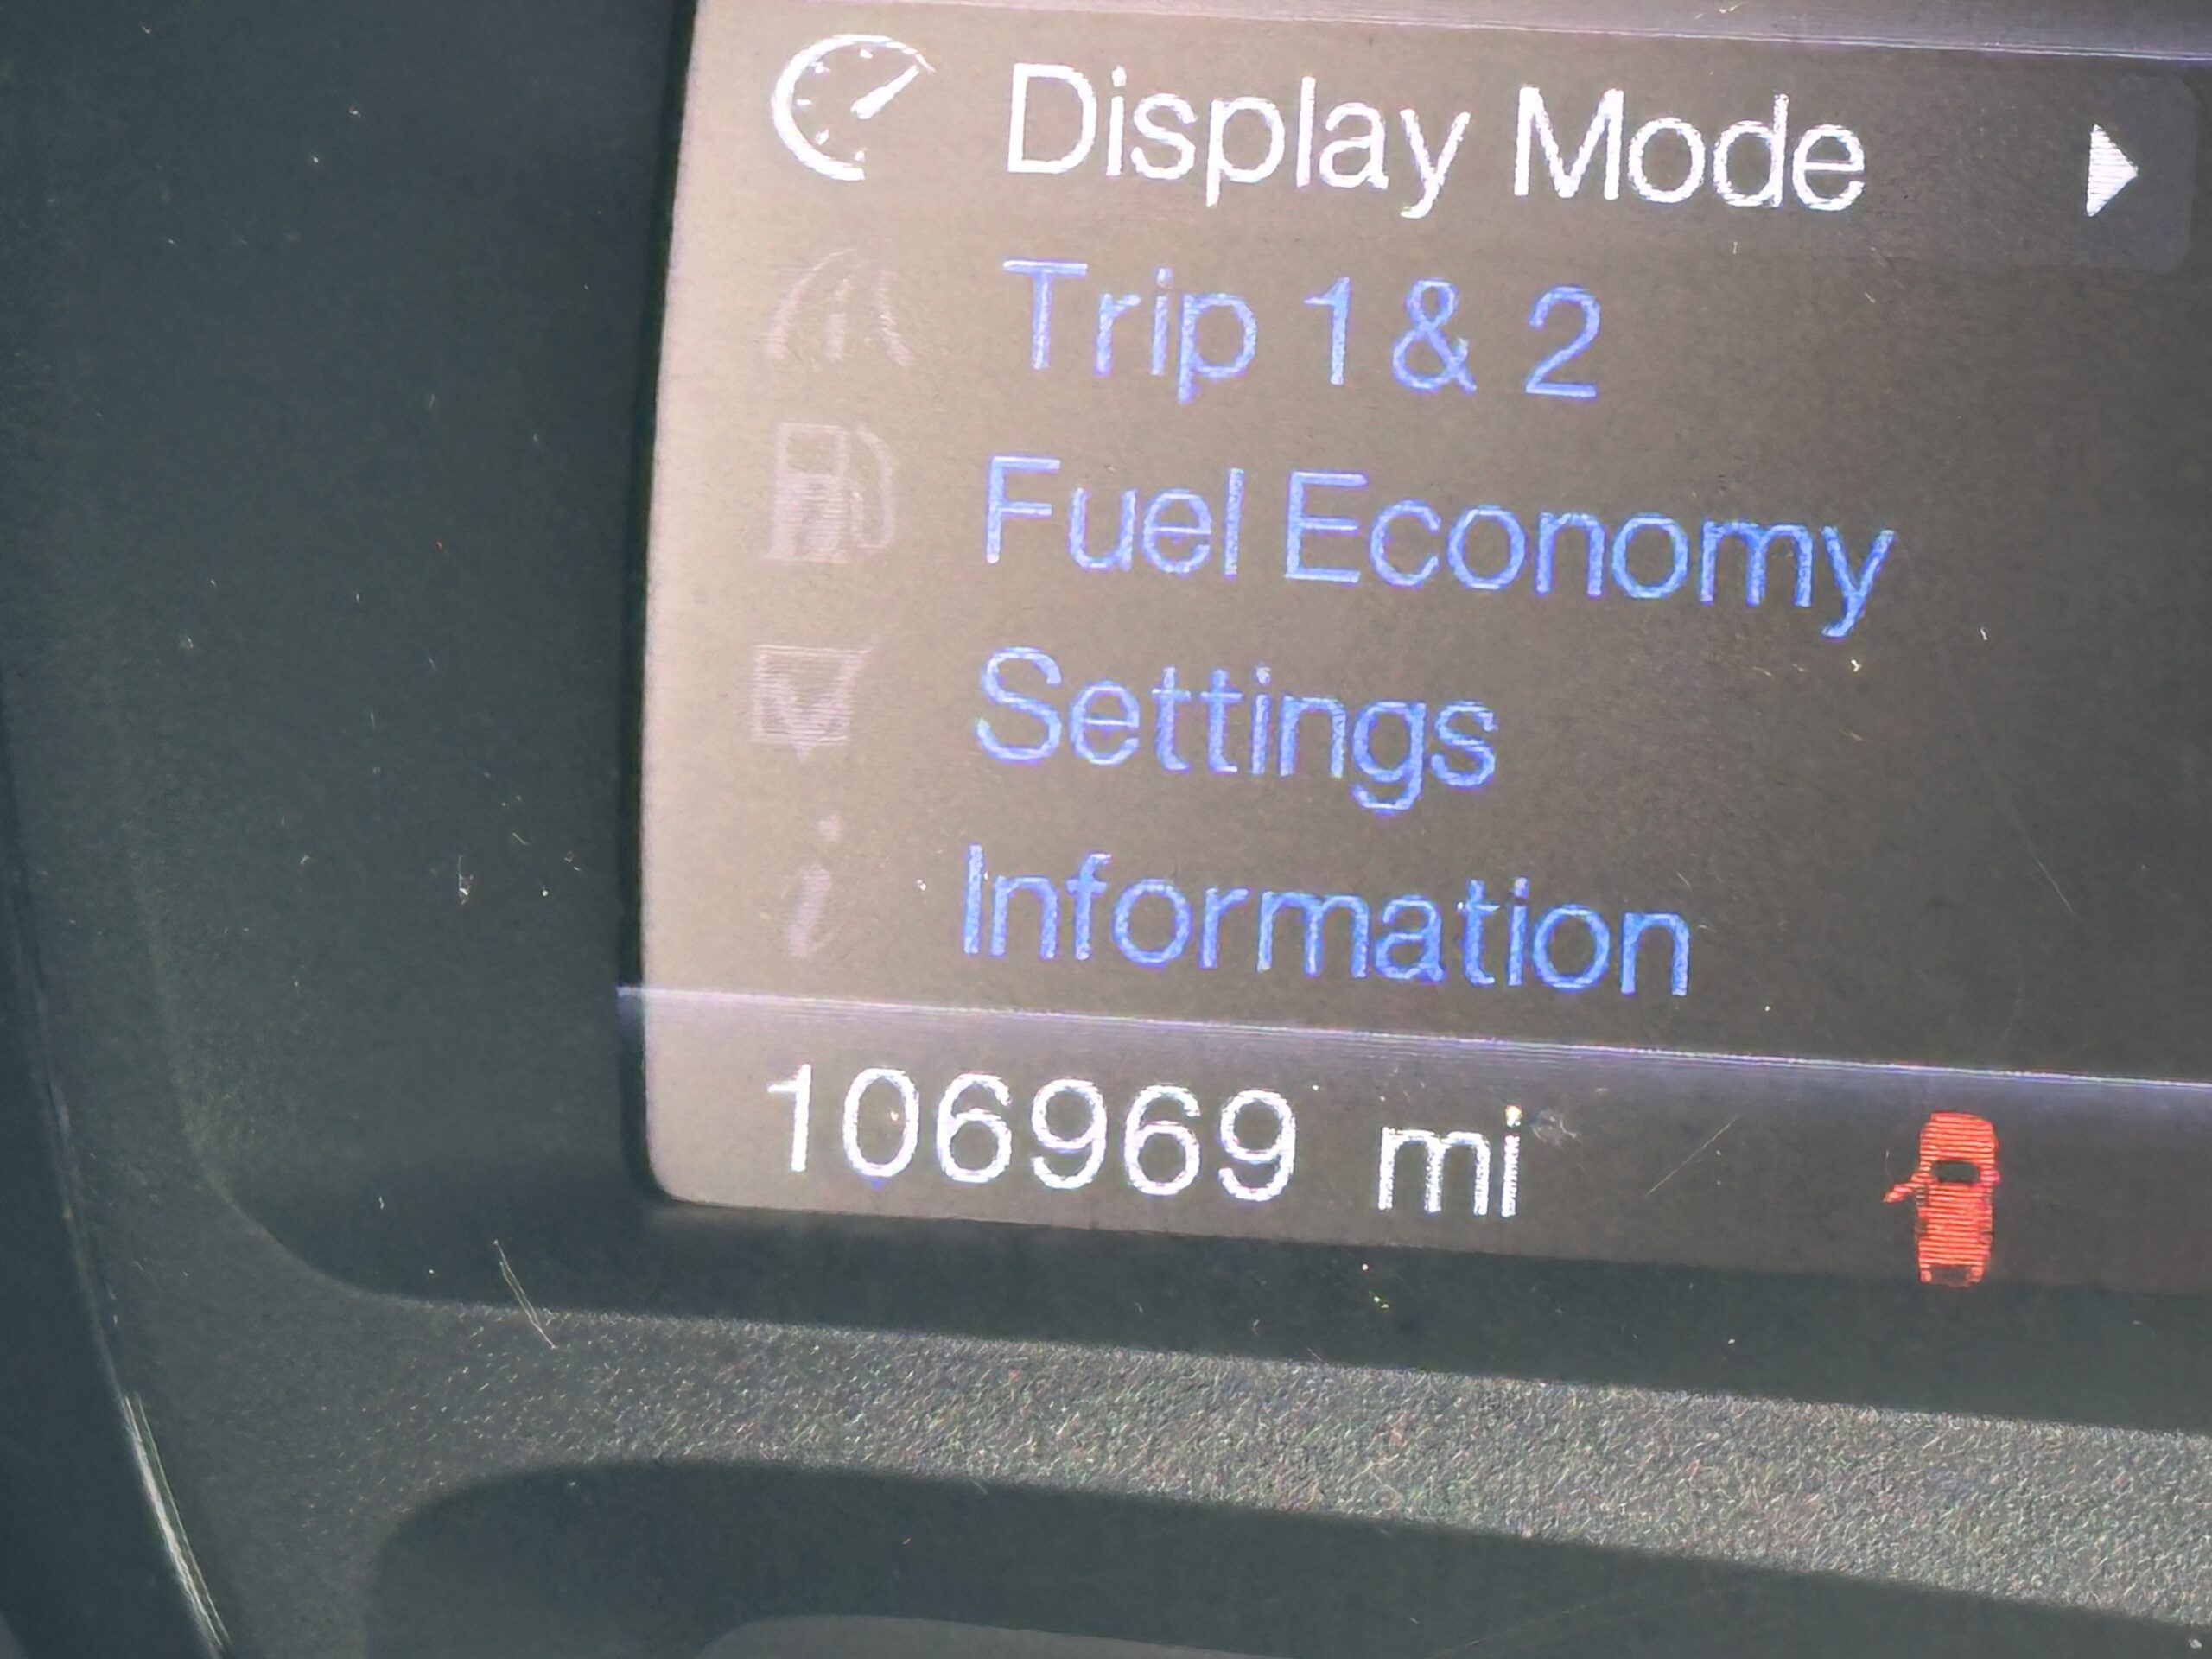 Display Mode
Trip 1 & 2
Fuel Economy
Settings
Information
106969 mi